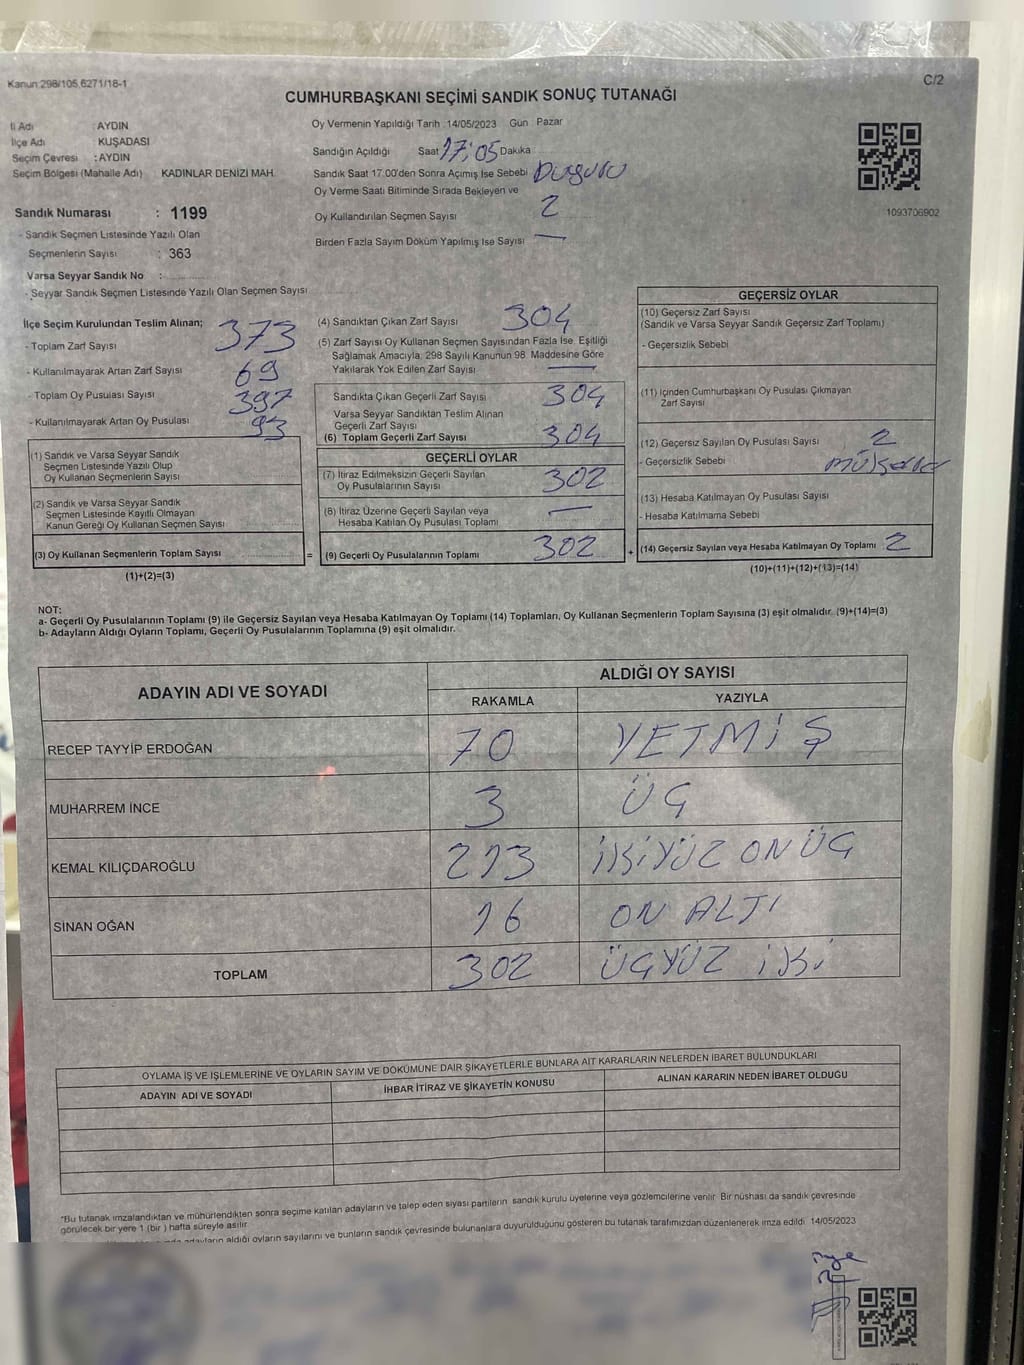 Kanun:298/105,6271/18-1
C/2
CUMHURBAŞKANI SEÇİMİ SANDIK SONUÇ TUTANAĞI
İl Adı : AYDIN
İlçe Adı KUŞADASI
Seçim Çevresi : AYDIN
Seçim Bölgesi (Mahalle Adı) KADINLAR DENİZİ MAH.
Sandık Numarası : 1199
- Sandık Seçmen Listesinde Yazılı Olan
Seçmenlerin Sayısı : 363
Varsa Seyyar Sandık No :
- Seyyar Sandık Seçmen Listesinde Yazılı Olan Seçmen Sayısı
Oy Vermenin Yapıldığı Tarih :14/05/2023 Gün Pazar
Sandığın Açıldığı Saat 17:05 Dakika
Sandık Saat 17.00'den Sonra Açılmış İse Sebebi
Oy Verme Saati Bitiminde Sırada Bekleyen ve
Oy Kullandırılan Seçmen Sayısı 2
Birden Fazla Sayım Döküm Yapılmış İse Sayısı —
1093706902
İlçe Seçim Kurulundan Teslim Alınan;
- Toplam Zarf Sayısı 373
- Kullanılmayarak Artan Zarf Sayısı 69
- Toplam Oy Pusulası Sayısı 397
- Kullanılmayarak Artan Oy Pusulası 93
(1) Sandık ve Varsa Seyyar Sandık
Seçmen Listesinde Yazılı Olup
Oy Kullanan Seçmenlerin Sayısı
(2) Sandık ve Varsa Seyyar Sandık
Seçmen Listesinde Kayıtlı Olmayan
Kanun Gereği Oy Kullanan Seçmen Sayısı
(3) Oy Kullanan Seçmenlerin Toplam Sayısı
(1)+(2)=(3)
(4) Sandıktan Çıkan Zarf Sayısı 304
(5) Zarf Sayısı Oy Kullanan Seçmen Sayısından Fazla İse, Eşitliği
Sağlamak Amacıyla, 298 Sayılı Kanunun 98. Maddesine Göre
Yakılarak Yok Edilen Zarf Sayısı —
Sandıkta Çıkan Geçerli Zarf Sayısı 304
Varsa Seyyar Sandıktan Teslim Alınan
Geçerli Zarf Sayısı
(6) Toplam Geçerli Zarf Sayısı 304
GEÇERLİ OYLAR
(7) İtiraz Edilmeksizin Geçerli Sayılan
Oy Pusulalarının Sayısı 302
(8) İtiraz Üzerine Geçerli Sayılan veya
Hesaba Katılan Oy Pusulası Toplamı —
= (9) Geçerli Oy Pusulalarının Toplamı 302
GEÇERSİZ OYLAR
(10) Geçersiz Zarf Sayısı
(Sandık ve Varsa Seyyar Sandık Geçersiz Zarf Toplamı)
- Geçersizlik Sebebi
(11) İçinden Cumhurbaşkanı Oy Pusulası Çıkmayan
Zarf Sayısı
(12) Geçersiz Sayılan Oy Pusulası Sayısı 2
- Geçersizlik Sebebi
(13) Hesaba Katılmayan Oy Pusulası Sayısı
- Hesaba Katılmama Sebebi
+ (14) Geçersiz Sayılan veya Hesaba Katılmayan Oy Toplamı 2
(10)+(11)+(12)+(13)=(14)
NOT:
a- Geçerli Oy Pusulalarının Toplamı (9) ile Geçersiz Sayılan veya Hesaba Katılmayan Oy Toplamı (14) Toplamları, Oy Kullanan Seçmenlerin Toplam Sayısına (3) eşit olmalıdır. (9)+(14)=(3)
b- Adayların Aldığı Oyların Toplamı, Geçerli Oy Pusulalarının Toplamına (9) eşit olmalıdır.
ADAYIN ADI VE SOYADI ALDIĞI OY SAYISI
RAKAMLA YAZIYLA
RECEP TAYYİP ERDOĞAN 70 YETMİŞ
MUHARREM İNCE 3 ÜÇ
KEMAL KILIÇDAROĞLU 213 İKİYÜZ ON ÜÇ
SİNAN OĞAN 16 ON ALTI
TOPLAM 302 ÜÇYÜZ İKİ
OYLAMA İŞ VE İŞLEMLERİNE VE OYLARIN SAYIM VE DÖKÜMÜNE DAİR ŞİKAYETLERLE BUNLARA AİT KARARLARIN NELERDEN İBARET BULUNDUKLARI
ADAYIN ADI VE SOYADI İHBAR İTİRAZ VE ŞİKAYETİN KONUSU ALINAN KARARIN NEDEN İBARET OLDUĞU
*Bu tutanak imzalandıktan ve mühürlendikten sonra seçime katılan adayların ve talep eden siyasi partilerin sandık kurulu üyelerine veya gözlemcilerine verilir. Bir nüshası da sandık çevresinde
görülecek bir yere 1 (bir ) hafta süreyle asılır.
adayların aldığı oyların sayılarını ve bunların sandık çevresinde bulunanlara duyurulduğunu gösteren bu tutanak tarafımızdan düzenlenerek imza edildi. 14/05/2023